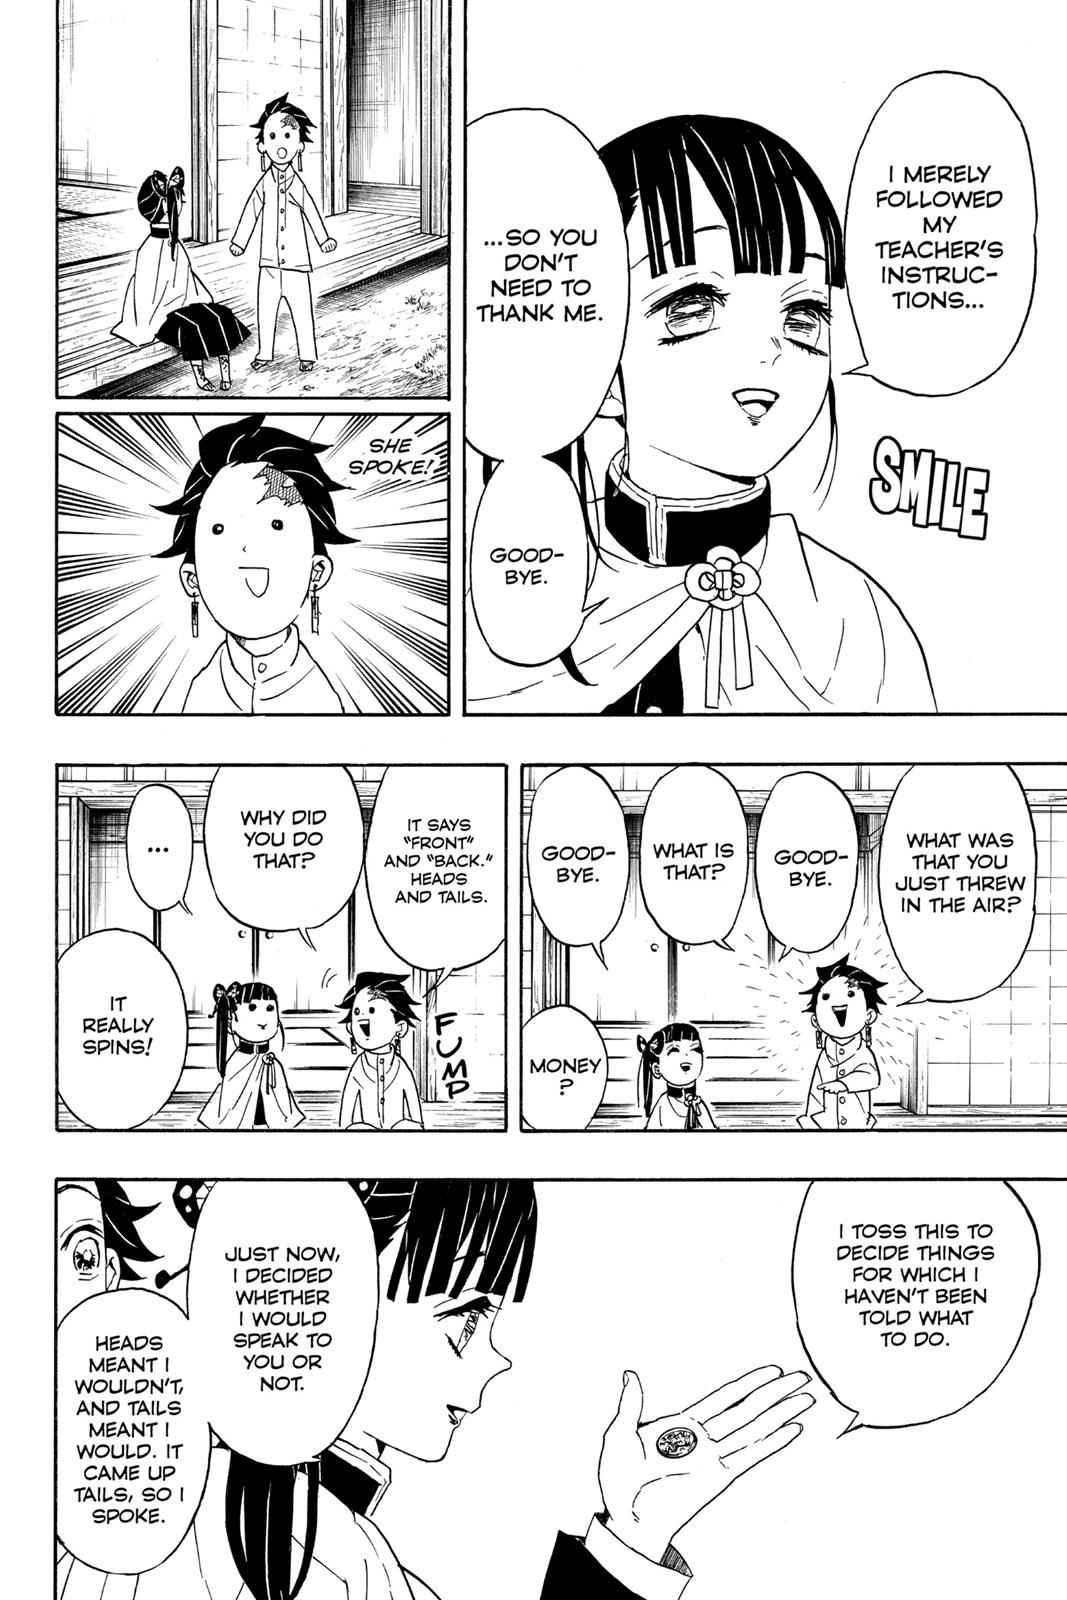 I MERELY
FOLLOWED
MY
TEACHER'S
INSTRUC-
TIONS...
...SO YOU
DON'T
NEED TO
THANK ME.
SMILE
GOOD-
BYE.
SHE
SPOKE!
WHAT WAS
THAT YOU
JUST THREW
IN THE AIR?
GOOD-
BYE.
WHAT IS
THAT?
GOOD-
BYE.
MONEY
?
IT SAYS
"FRONT"
AND "BACK."
HEADS
AND TAILS.
FUMP
WHY DID
YOU DO
THAT?
...
IT
REALLY
SPINS!
I TOSS THIS TO
DECIDE THINGS
FOR WHICH I
HAVEN'T BEEN
TOLD WHAT
TO DO.
JUST NOW,
I DECIDED
WHETHER
I WOULD
SPEAK TO
YOU OR
NOT.
HEADS
MEANT I
WOULDN'T,
AND TAILS
MEANT I
WOULD. IT
CAME UP
TAILS, SO I
SPOKE.